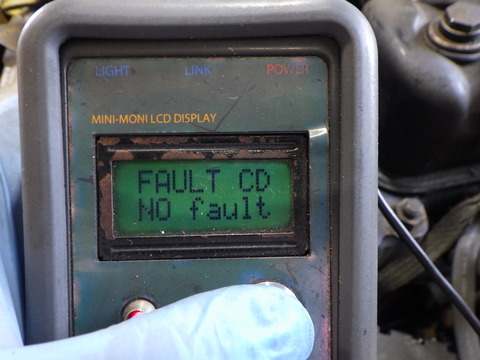 LIGHT LINK POWER
MINI-MONI LCD DISPLAY
FAULT CD
NO fault